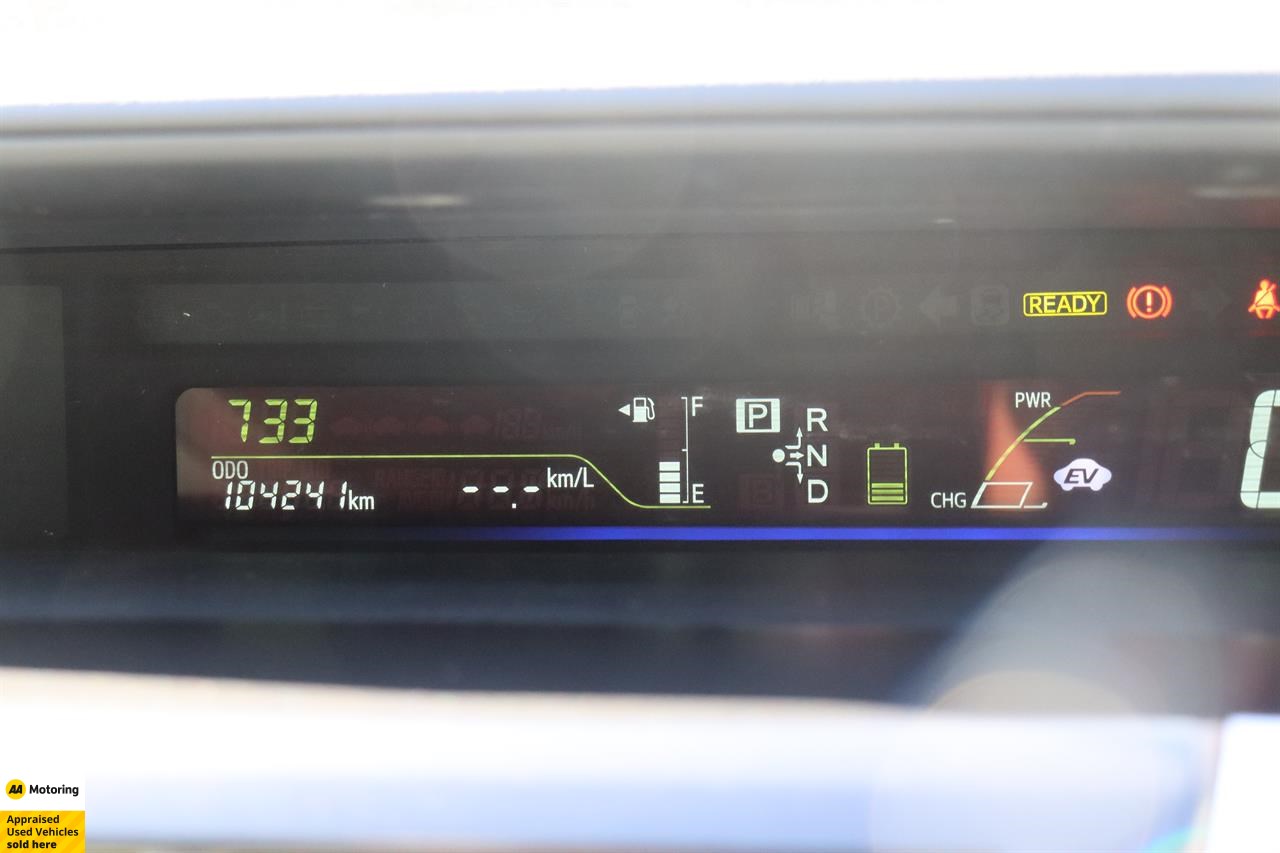 READY
733
F
P
R
PWR
ODO
N
km/L
EV
104241km
--.-
E
D
CHG
AA Motoring
Appraised
Used Vehicles
sold here